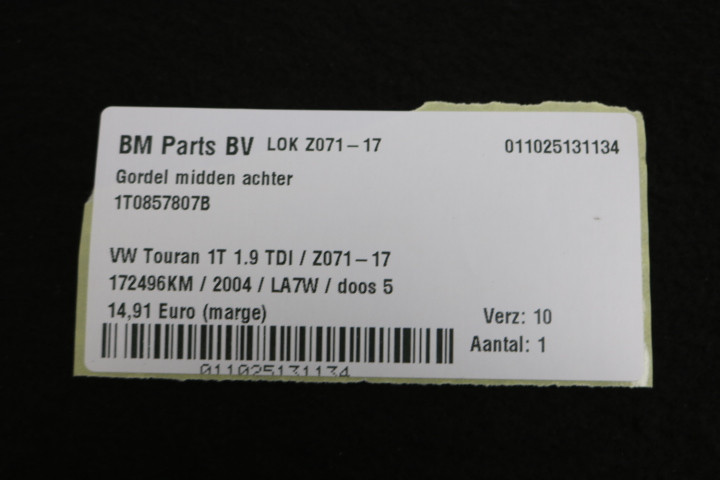 BM Parts BV LOK Z071-17 011025131134
Gordel midden achter
1T0857807B
VW Touran 1T 1.9 TDI / Z071-17
172496KM / 2004 / LA7W / doos 5
14,91 Euro (marge) Verz: 10
Aantal: 1
011025131134